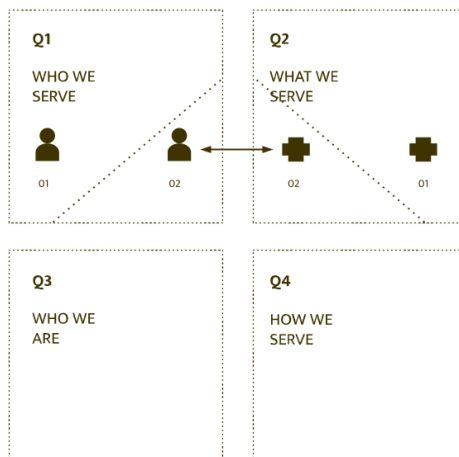 Q1
WHO WE
SERVE
01
02
Q2
WHAT WE
SERVE
02
01
Q3
WHO WE
ARE
Q4
HOW WE
SERVE